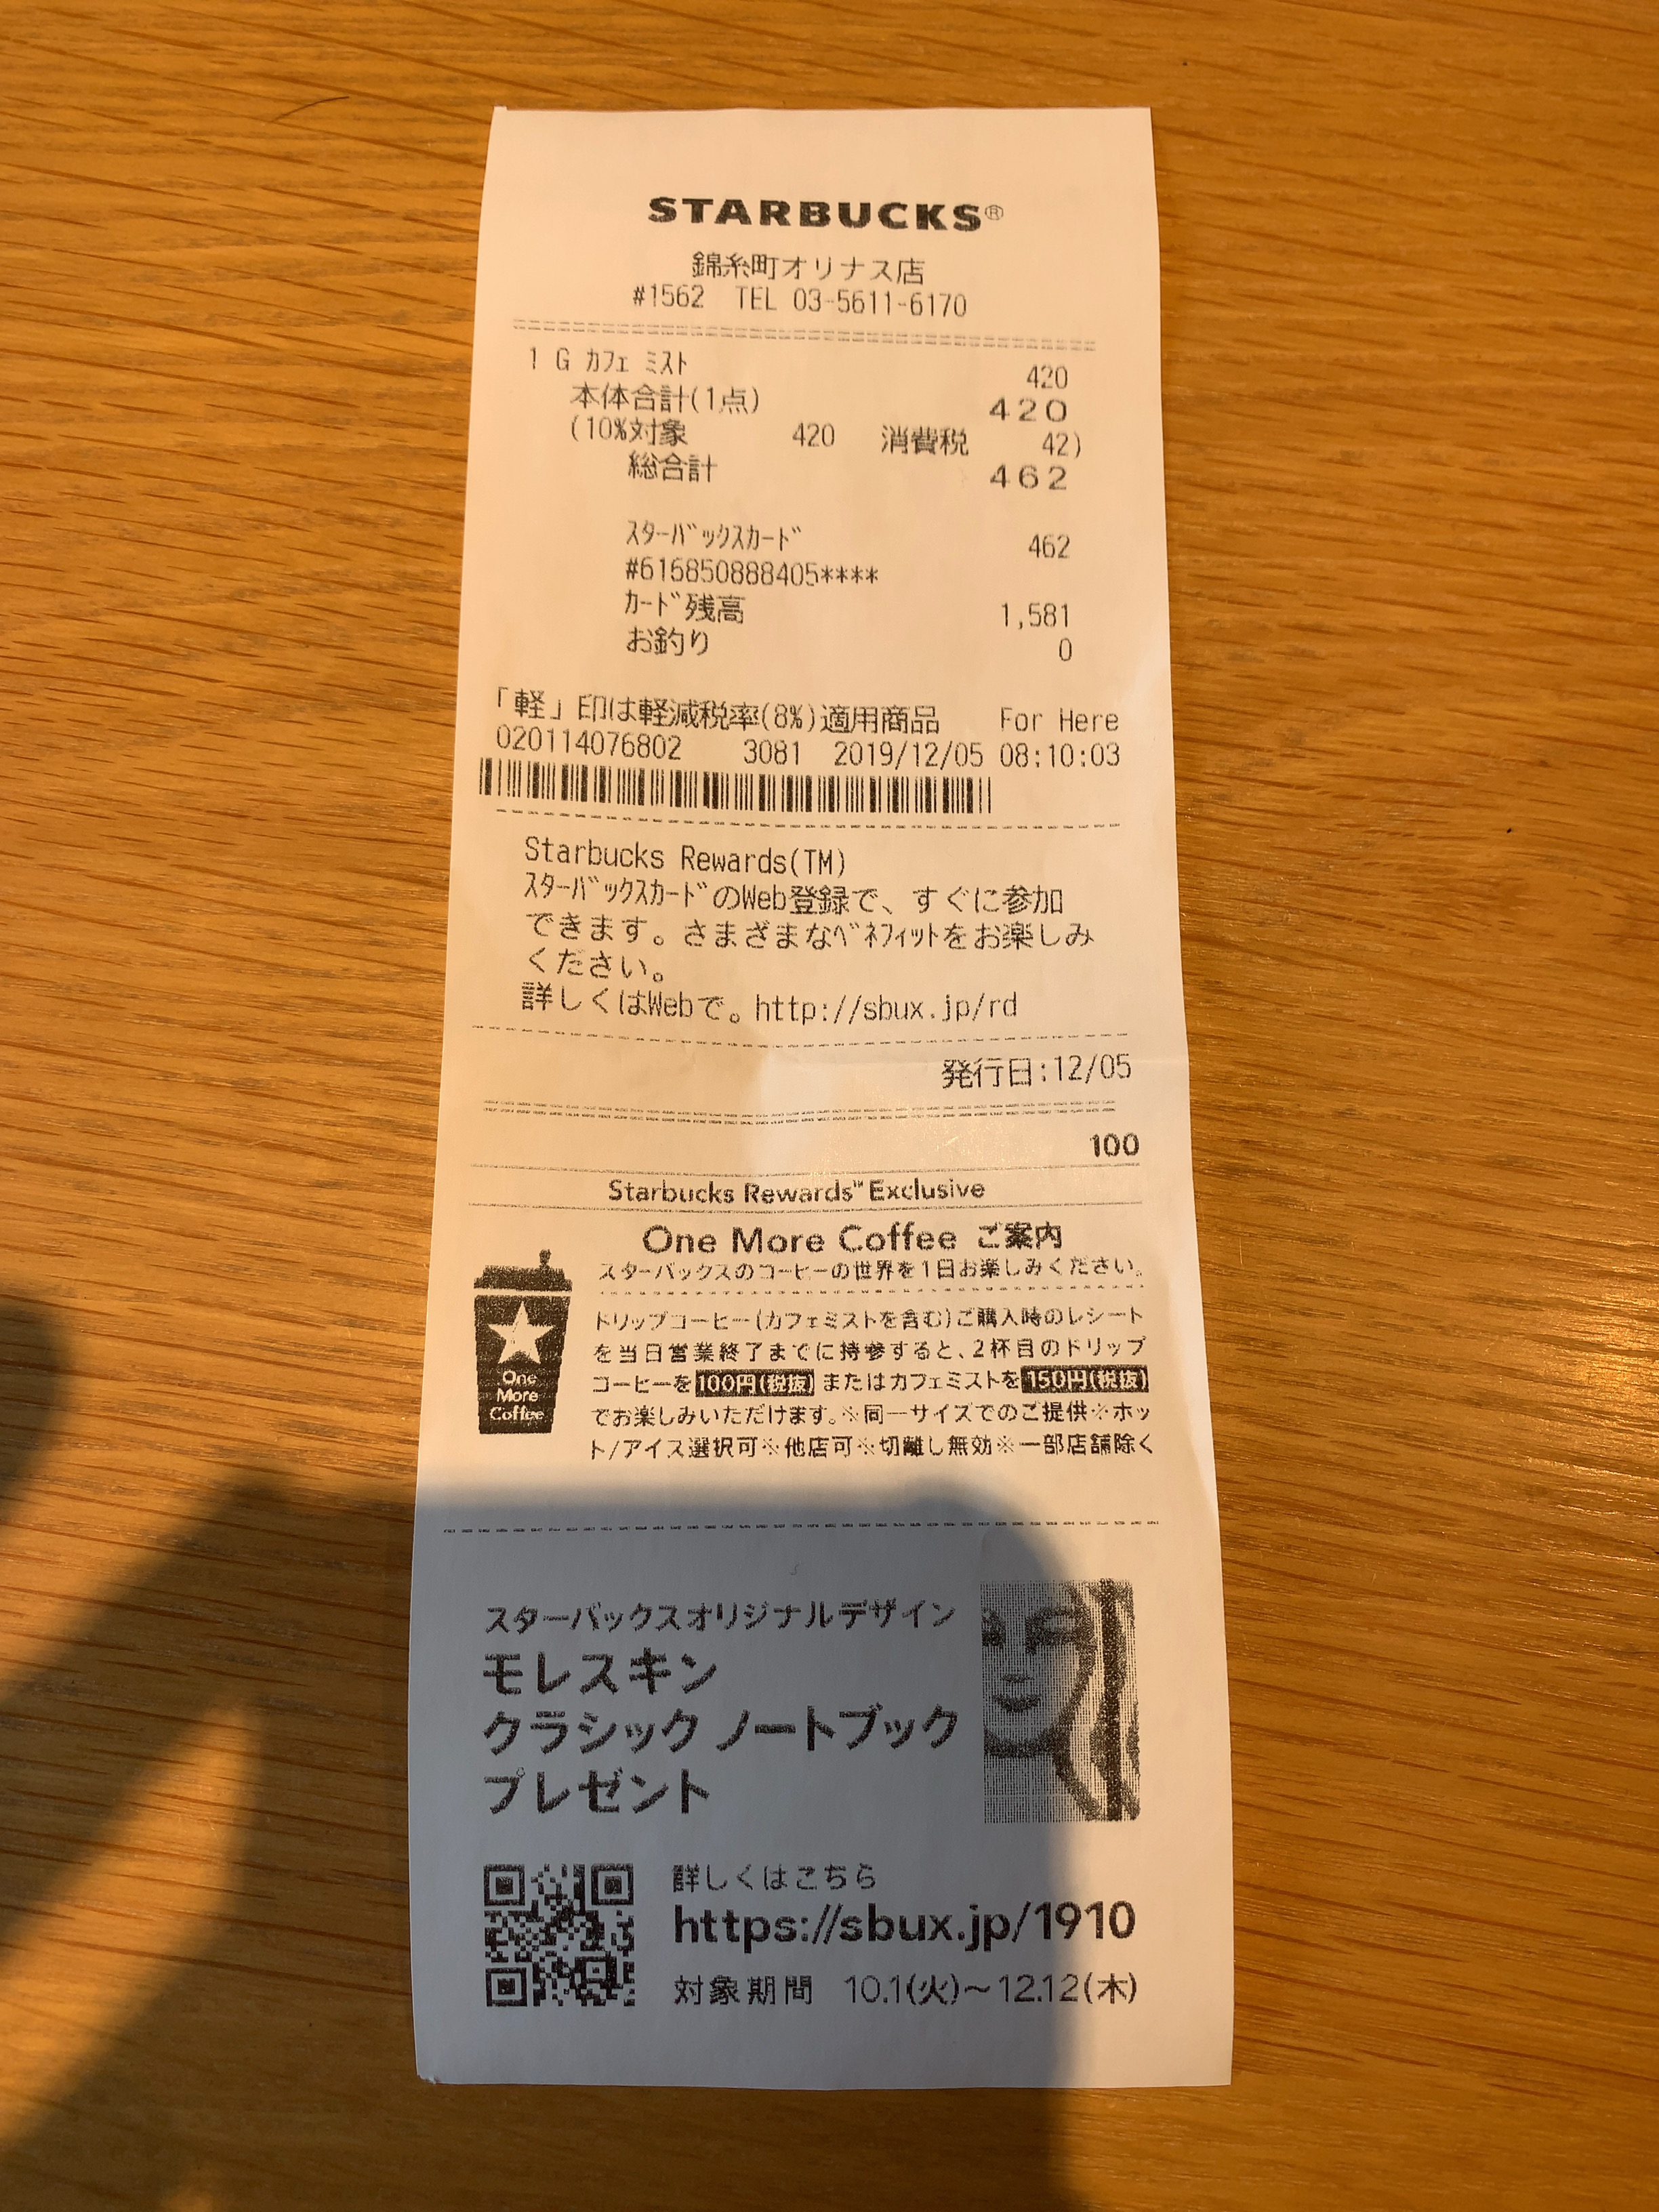 STARBUCKS®
錦糸町オリナス店
#1562 TEL 03-5611-6170
1 G ｶﾌｪ ﾐｽﾄ 420
本体合計(1点) 420
(10%対象 420 消費税 42)
総合計 462
ｽﾀｰﾊﾞｯｸｽｶｰﾄﾞ 462
#616850888405****
ｶｰﾄﾞ残高 1,581
お釣り 0
「軽」印は軽減税率(8%)適用商品 For Here
020114076802 3081 2019/12/05 08:10:03
Starbucks Rewards(TM)
ｽﾀｰﾊﾞｯｸｽｶｰﾄﾞのWeb登録で、すぐに参加
できます。さまざまなﾍﾞﾈﾌｨｯﾄをお楽しみ
ください。
詳しくはWebで。http://sbux.jp/rd
発行日:12/05
100
Starbucks Rewards™ Exclusive
One More Coffee ご案内
スターバックスのコーヒーの世界を1日お楽しみください。
ドリップコーヒー(カフェミストを含む)ご購入時のレシート
を当日営業終了までに持参すると、2杯目のドリップ
コーヒーを100円(税抜)またはカフェミストを150円(税抜)
でお楽しみいただけます。※同一サイズでのご提供※ホッ
ト/アイス選択可※他店可※切離し無効※一部店舗除く
One
More
Coffee
スターバックスオリジナルデザイン
モレスキン
クラシック ノートブック
プレゼント
詳しくはこちら
https://sbux.jp/1910
対象期間 10.1(火)～12.12(木)